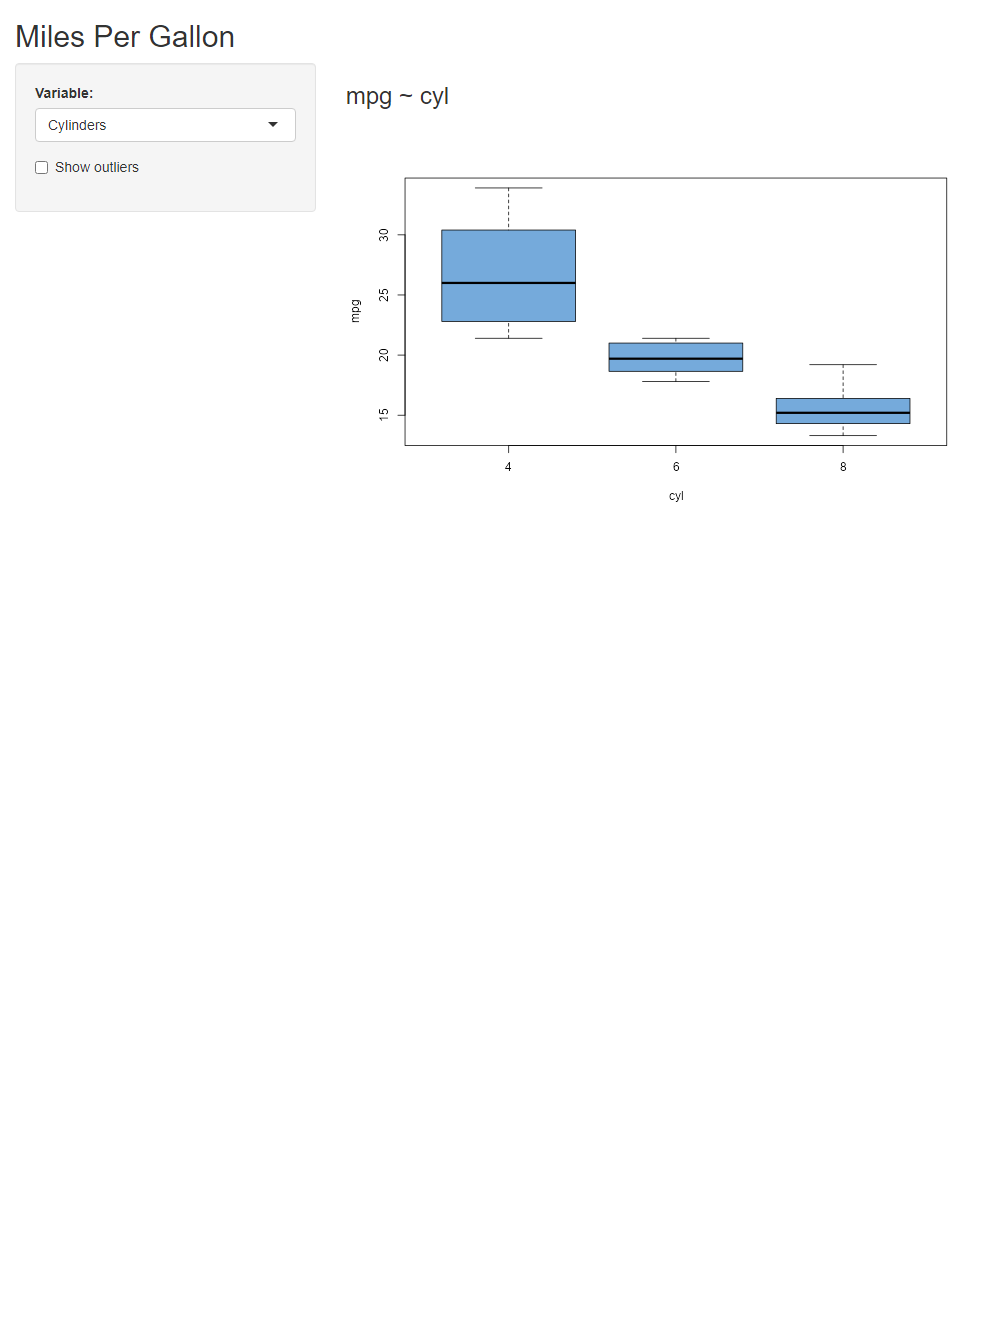 Miles Per Gallon
Variable:
Cylinders
Show outliers
mpg ~ cyl
30
25
20
15
mpg
4 6 8
cyl